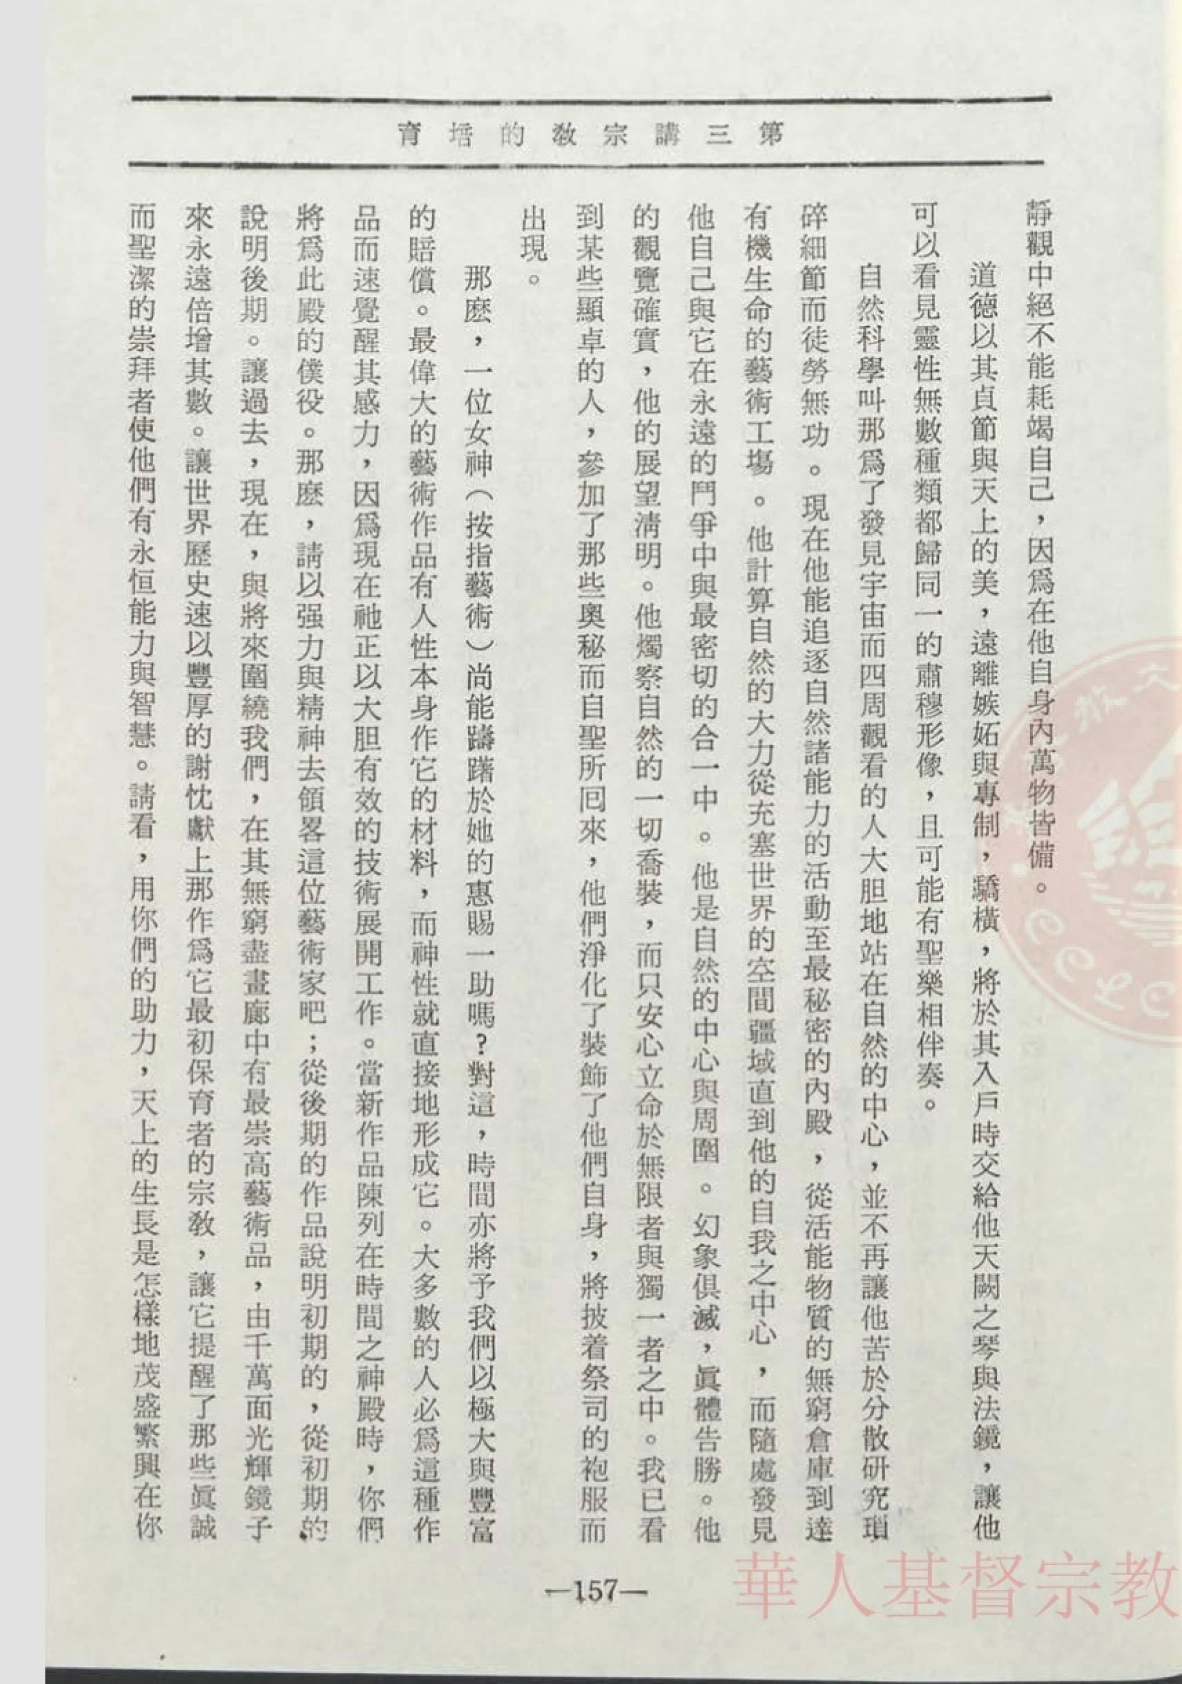 第三講宗教的培育
靜觀中絕不能耗竭自己，因爲在他自身內萬物皆備。
道德以其貞節與天上的美，遠離嫉妬與專制，驕橫，將於其入戶時交給他天闕之琴與法鏡，讓他
可以看見靈性無數種類都歸同一的肅穆形像，且可能有聖樂相伴奏。
自然科學叫那爲了發見宇宙而四周觀看的人大胆地站在自然的中心，並不再讓他苦於分散研究瑣
碎細節而徒勞無功。現在他能追逐自然諸能力的活動至最秘密的內殿，從活能物質的無窮倉庫到達
有機生命的藝術工塲。他計算自然的大力從充塞世界的空間疆域直到他的自我之中心，而隨處發見
他自己與它在永遠的鬥爭中與最密切的合一中。他是自然的中心與周圍。幻象俱滅，眞體告勝。他
的觀覽確實，他的展望淸明。他燭察自然的一切喬裝，而只安心立命於無限者與獨一者之中。我已看
到某些顯卓的人，參加了那些奧秘而自聖所囘來，他們淨化了裝飾了他們自身，將披着祭司的袍服而
出現。
那麽，一位女神（按指藝術）尚能躊躇於她的惠賜一助嗎？對這，時間亦將予我們以極大與豐富
的賠償。最偉大的藝術作品有人性本身作它的材料，而神性就直接地形成它。大多數的人必爲這種作
品而速覺醒其感力，因爲現在祂正以大胆有效的技術展開工作。當新作品陳列在時間之神殿時，你們
將爲此殿的僕役。那麽，請以强力與精神去領畧這位藝術家吧；從後期的作品說明初期的，從初期的
說明後期。讓過去，現在，與將來圍繞我們，在其無窮盡畫廊中有最崇高藝術品，由千萬面光輝鏡子
來永遠倍增其數。讓世界歷史速以豐厚的謝忱獻上那作爲它最初保育者的宗教，讓它提醒了那些眞誠
而聖潔的崇拜者使他們有永恒能力與智慧。請看，用你們的助力，天上的生長是怎樣地茂盛繁興在你
—157—
華人基督宗教